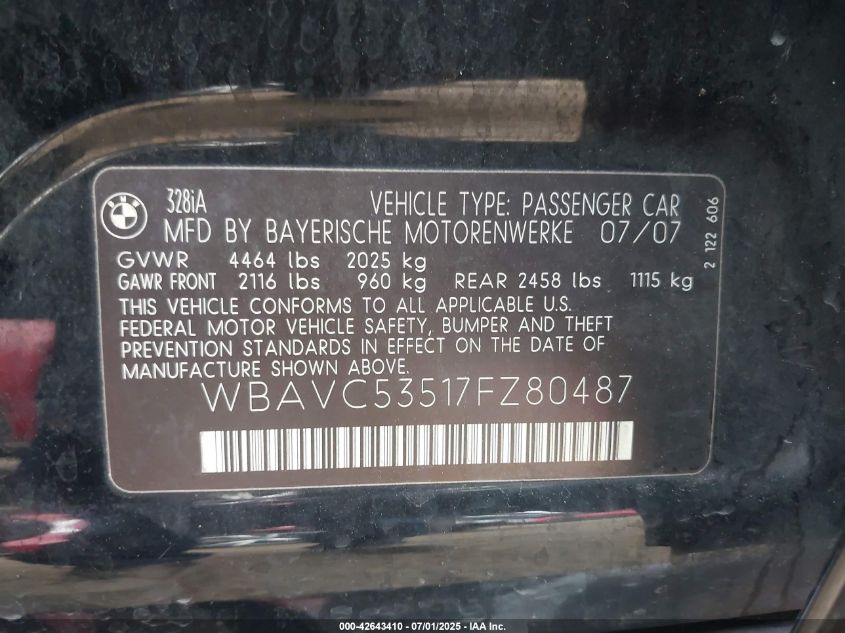 BMW
328iA VEHICLE TYPE: PASSENGER CAR
MFD BY BAYERISCHE MOTORENWERKE 07/07
GVWR 4464 lbs 2025 kg
GAWR FRONT 2116 lbs 960 kg REAR 2458 lbs 1115 kg
THIS VEHICLE CONFORMS TO ALL APPLICABLE U.S.
FEDERAL MOTOR VEHICLE SAFETY, BUMPER AND THEFT
PREVENTION STANDARDS IN EFFECT ON THE DATE OF
MANUFACTURE SHOWN ABOVE.
WBAVC53517FZ80487
2 122 606
000-42643410 - 07/01/2025 - IAA Inc.